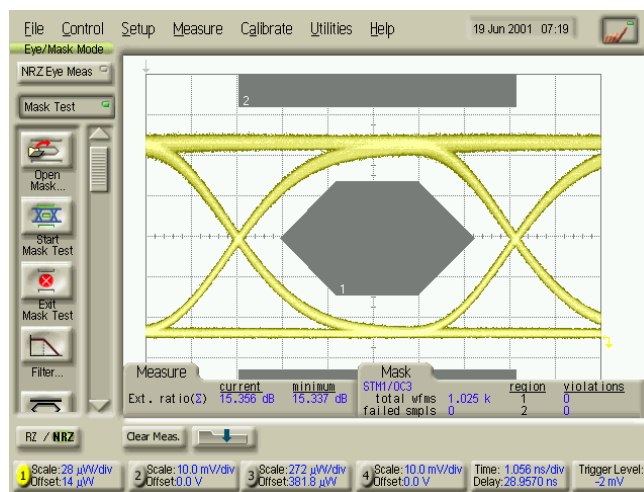 File Control Setup Measure Calibrate Utilities Help 19 Jun 2001 07:19
Eye/Mask Mode
NRZ Eye Meas
Mask Test
Open
Mask...
Start
Mask Test
Exit
Mask Test
Filter...
2
1
Measure
current minimum
Ext. ratio(Σ) 15.356 dB 15.337 dB
Mask
STM1/OC3 region violations
total wfms 1.025 k 1 0
failed smpls 0 2 0
RZ / NRZ
Clear Meas.
1 Scale:28 µW/div
Offset:14 µW
2 Scale:10.0 mV/div
Offset:0.0 V
3 Scale:272 µW/div
Offset:381.8 µW
4 Scale:10.0 mV/div
Offset:0.0 V
Time: 1.056 ns/div
Delay:28.9570 ns
Trigger Level:
-2 mV